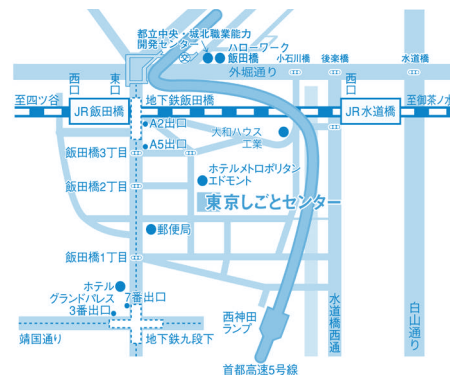 都立中央・城北職業能力
開発センター
ハローワーク
飯田橋
小石川橋
後楽橋
水道橋
外堀通り
西口
東口
西口
至四ツ谷
JR飯田橋
地下鉄飯田橋
JR水道橋
至御茶ノ水
A2出口
大和ハウス
工業
A5出口
飯田橋3丁目
ホテルメトロポリタン
エドモント
飯田橋2丁目
東京しごとセンター
郵便局
飯田橋1丁目
ホテル
グランドパレス
7番出口
3番出口
西神田
ランプ
水道橋西通り
白山通り
靖国通り
地下鉄九段下
首都高速5号線